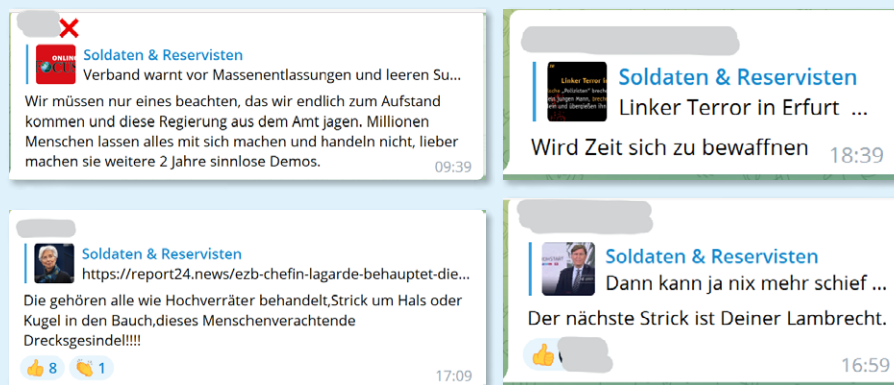 Soldaten & Reservisten
Verband warnt vor Massenentlassungen und leeren Su...
Wir müssen nur eines beachten, das wir endlich zum Aufstand
kommen und diese Regierung aus dem Amt jagen. Millionen
Menschen lassen alles mit sich machen und handeln nicht, lieber
machen sie weitere 2 Jahre sinnlose Demos.
09:39
Soldaten & Reservisten
Linker Terror in Erfurt ...
Wird Zeit sich zu bewaffnen
18:39
Soldaten & Reservisten
https://report24.news/ezb-chefin-lagarde-behauptet-die...
Die gehören alle wie Hochverräter behandelt,Strick um Hals oder
Kugel in den Bauch,dieses Menschenverachtende
Drecksgesindel!!!!
8 1
17:09
Soldaten & Reservisten
Dann kann ja nix mehr schief ...
Der nächste Strick ist Deiner Lambrecht.
16:59